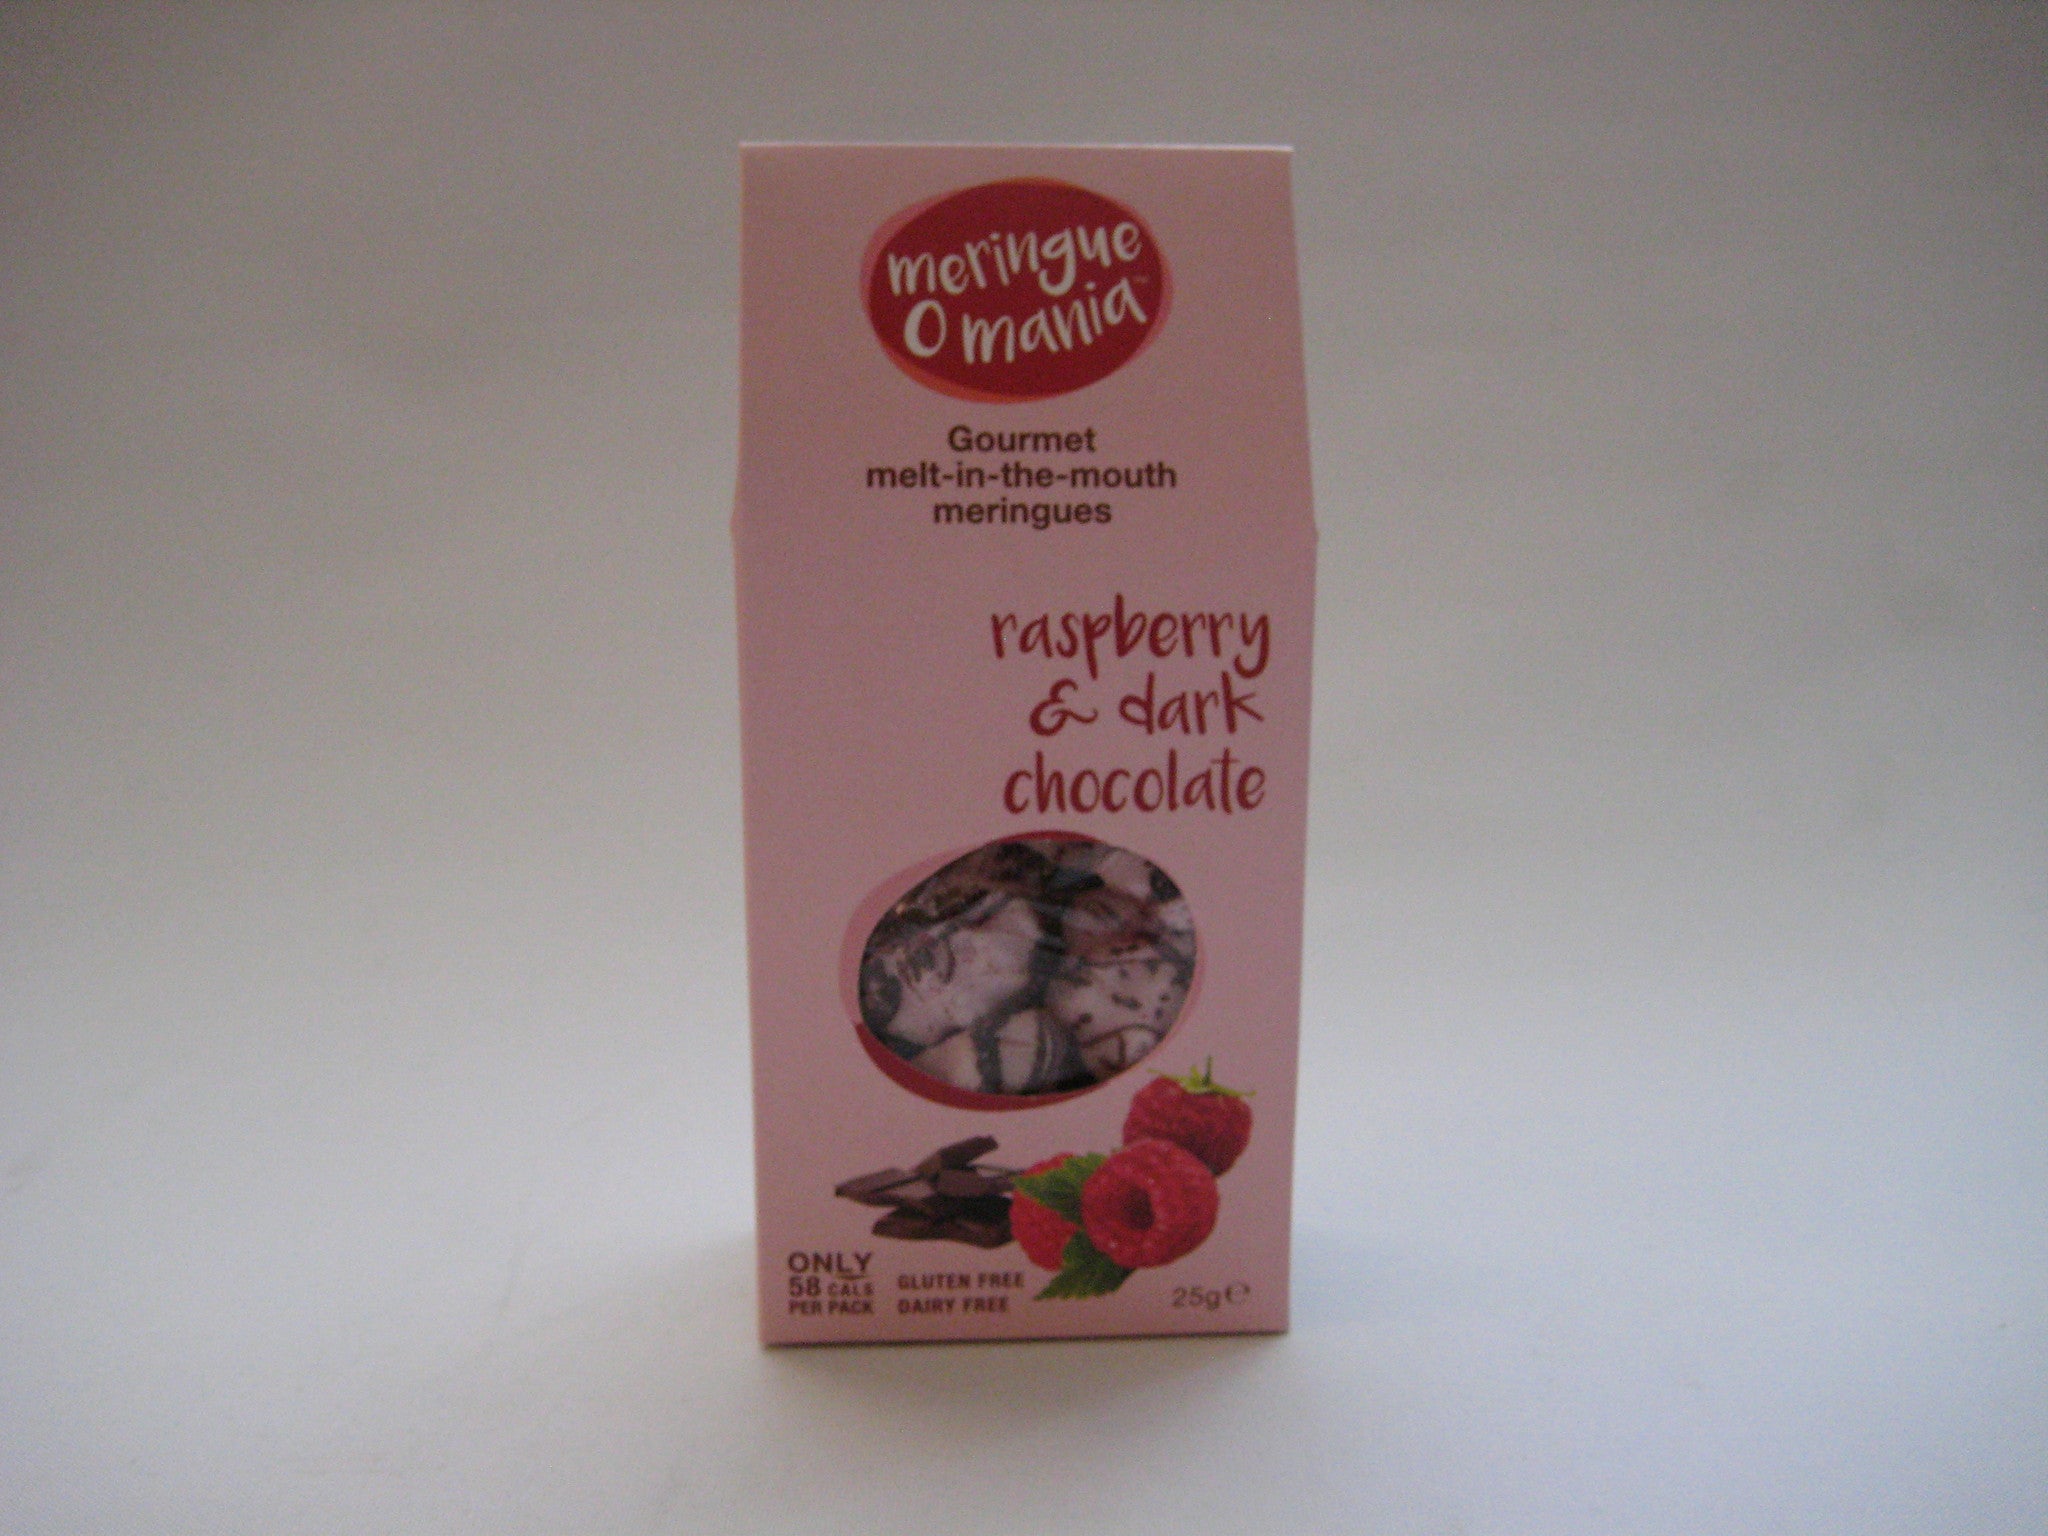 meringue
O mania™
Gourmet
melt-in-the-mouth
meringues
raspberry
& dark
chocolate
ONLY
58 CALS
PER PACK
GLUTEN FREE
DAIRY FREE
25g ℮